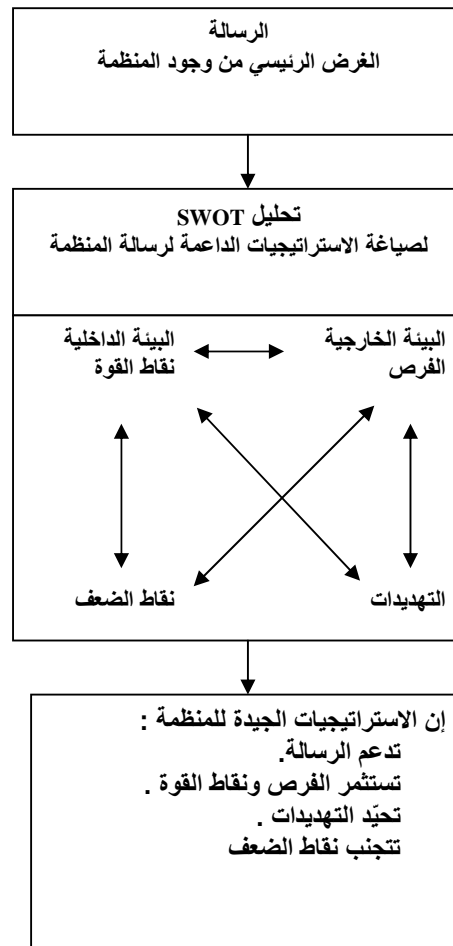 الرسالة
الغرض الرئيسي من وجود المنظمة
تحليل SWOT
لصياغة الاستراتيجيات الداعمة لرسالة المنظمة
البيئة الخارجية
الفرص
البيئة الداخلية
نقاط القوة
التهديدات
نقاط الضعف
إن الاستراتيجيات الجيدة للمنظمة :
تدعم الرسالة.
تستثمر الفرص ونقاط القوة .
تحيّد التهديدات .
تتجنب نقاط الضعف